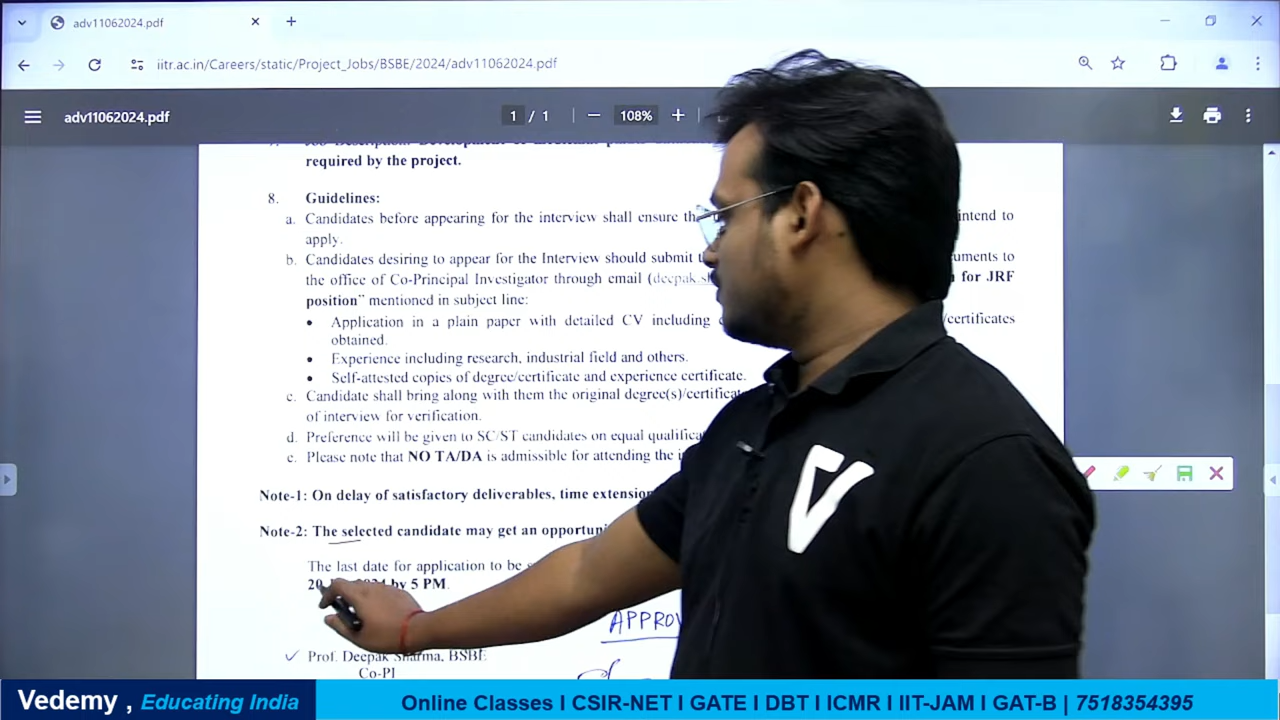 adv11062024.pdf
iitr.ac.in/Careers/static/Project_Jobs/BSBE/2024/adv11062024.pdf
adv11062024.pdf
1 / 1
108%
required by the project.
8. Guidelines:
a. Candidates before appearing for the interview shall ensure intend to
apply.
b. Candidates desiring to appear for the Interview should submit to
the office of Co-Principal Investigator through email ( for JRF
position" mentioned in subject line:
• Application in a plain paper with detailed CV including /certificates
obtained.
• Experience including research, industrial field and others.
• Self-attested copies of degree/certificate and experience certificate.
c. Candidate shall bring along with them the original degree(s)/certificate
of interview for verification.
d. Preference will be given to SC/ST candidates on equal
e. Please note that NO TA/DA is admissible for attending the
Note-1: On delay of satisfactory deliverables, time
Note-2: The selected candidate may get an
The last date for application to be
by 5 PM.
✓ Prof. Deepak Sharma, BSBE
Co-PI
Vedemy , Educating India
Online Classes I CSIR-NET I GATE I DBT I ICMR I IIT-JAM I GAT-B | 7518354395